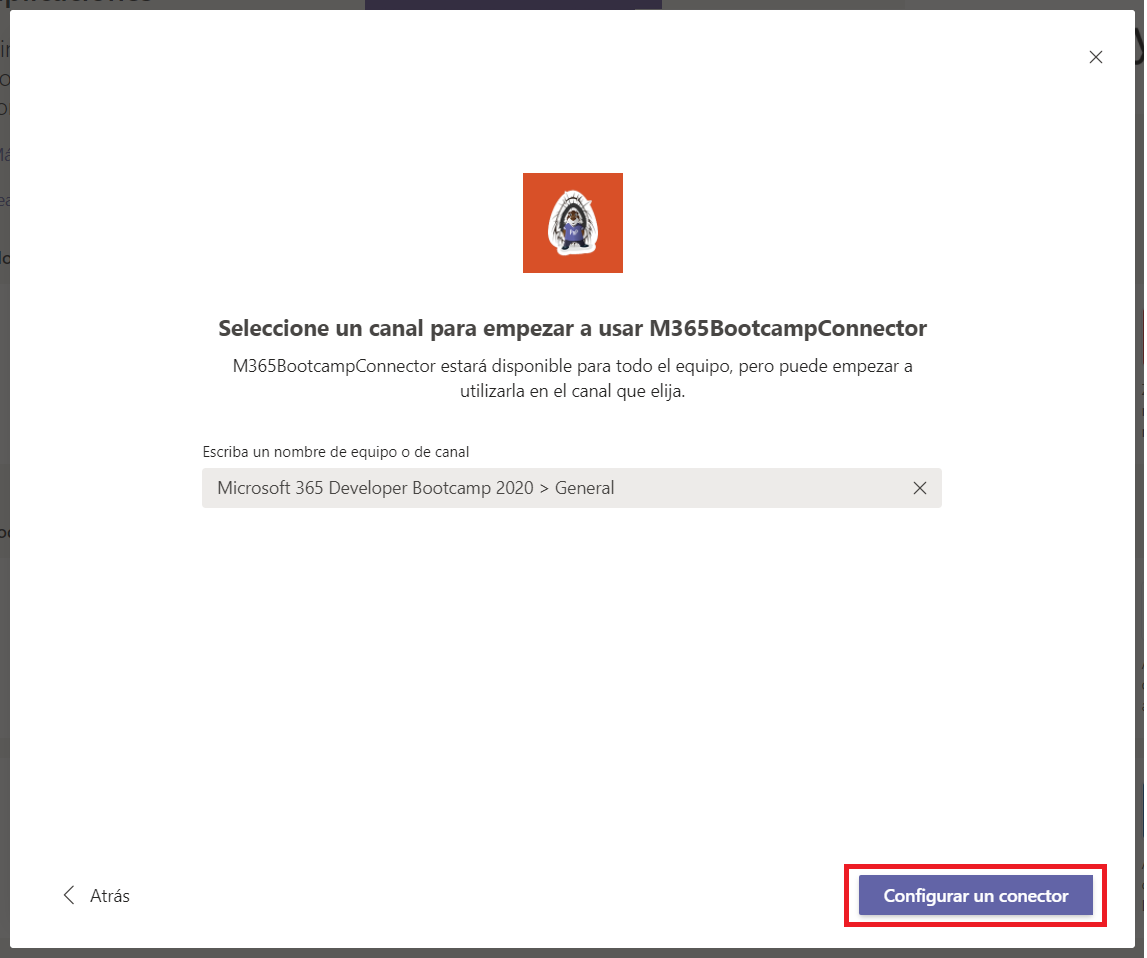 Seleccione un canal para empezar a usar M365BootcampConnector
M365BootcampConnector estará disponible para todo el equipo, pero puede empezar a
utilizarla en el canal que elija.
Escriba un nombre de equipo o de canal
Microsoft 365 Developer Bootcamp 2020 > General
Atrás
Configurar un conector